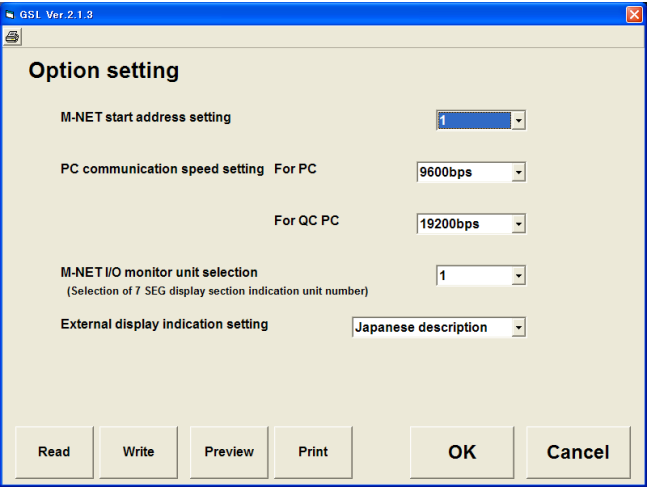 GSL Ver.2.1.3
Option setting
M-NET start address setting 1
PC communication speed setting For PC 9600bps
For QC PC 19200bps
M-NET I/O monitor unit selection 1
(Selection of 7 SEG display section indication unit number)
External display indication setting Japanese description
Read Write Preview Print OK Cancel